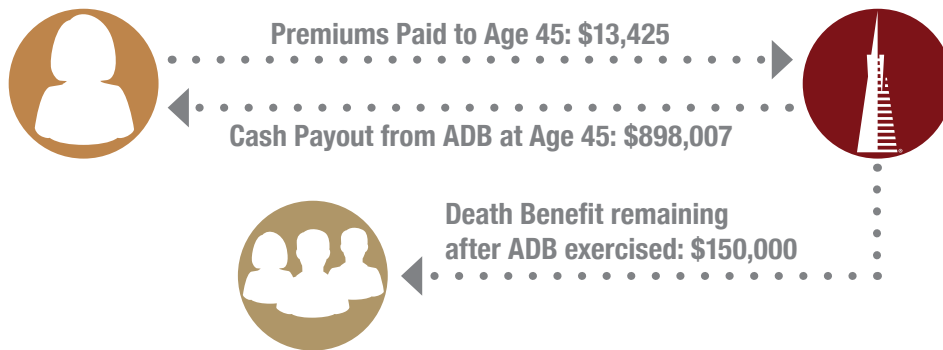 Premiums Paid to Age 45: $13,425
Cash Payout from ADB at Age 45: $898,007
Death Benefit remaining
after ADB exercised: $150,000
®